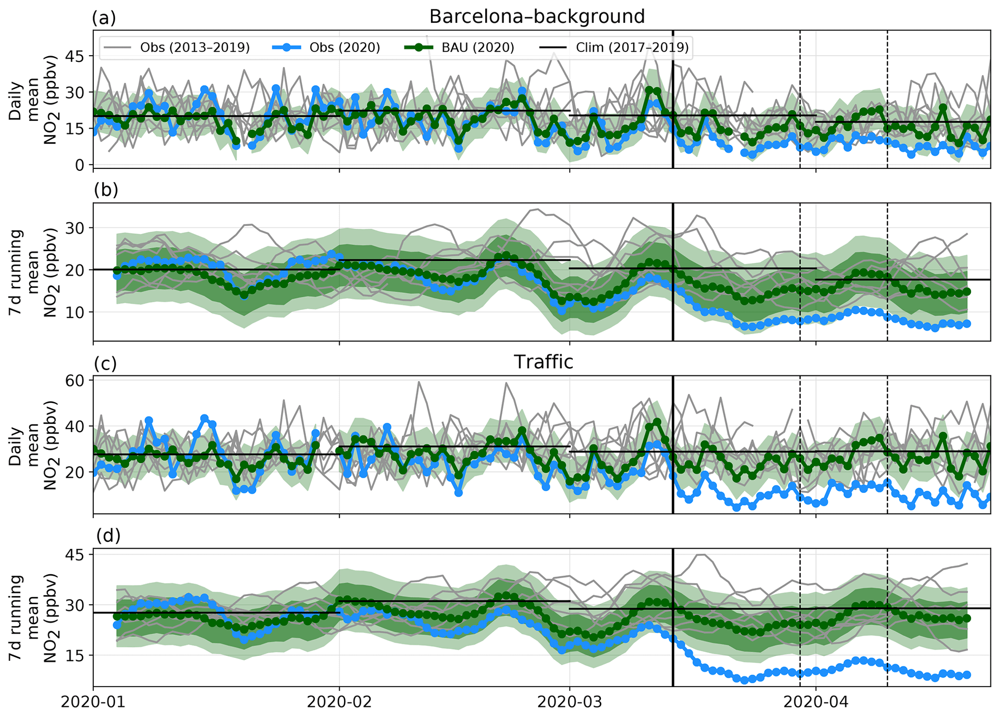 (a)
Barcelona–background
Obs (2013–2019)
Obs (2020)
BAU (2020)
Clim (2017–2019)
Daily
mean
NO2 (ppbv)
45
30
15
0
(b)
7d running
mean
NO2 (ppbv)
30
20
10
(c)
Traffic
Daily
mean
NO2 (ppbv)
60
40
20
(d)
7d running
mean
NO2 (ppbv)
45
30
15
2020-01
2020-02
2020-03
2020-04